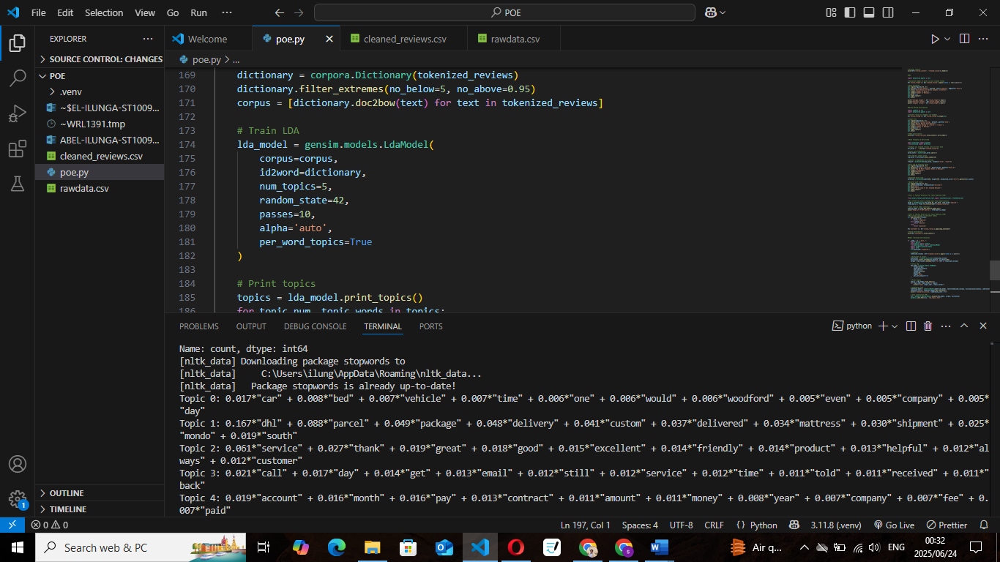 File Edit Selection View Go Run ··· POE
EXPLORER ···
SOURCE CONTROL: CHANGES
POE
.venv
~$EL-ILUNGA-ST1009...
~WRL1391.tmp
ABEL-ILUNGA-ST1009...
cleaned_reviews.csv
poe.py
rawdata.csv
OUTLINE
TIMELINE
Welcome poe.py cleaned_reviews.csv rawdata.csv
poe.py > ...
169 dictionary = corpora.Dictionary(tokenized_reviews)
170 dictionary.filter_extremes(no_below=5, no_above=0.95)
171 corpus = [dictionary.doc2bow(text) for text in tokenized_reviews]
172
173 # Train LDA
174 lda_model = gensim.models.LdaModel(
175 corpus=corpus,
176 id2word=dictionary,
177 num_topics=5,
178 random_state=42,
179 passes=10,
180 alpha='auto',
181 per_word_topics=True
182 )
183
184 # Print topics
185 topics = lda_model.print_topics()
186 for topic_num, topic_words in topics:
PROBLEMS OUTPUT DEBUG CONSOLE TERMINAL PORTS python
Name: count, dtype: int64
[nltk_data] Downloading package stopwords to
[nltk_data] C:\Users\ilung\AppData\Roaming\nltk_data...
[nltk_data] Package stopwords is already up-to-date!
Topic 0: 0.017*"car" + 0.008*"bed" + 0.007*"vehicle" + 0.007*"time" + 0.006*"one" + 0.006*"would" + 0.006*"woodford" + 0.005*"even" + 0.005*"company" + 0.005*
"day"
Topic 1: 0.167*"dhl" + 0.088*"parcel" + 0.049*"package" + 0.048*"delivery" + 0.041*"custom" + 0.037*"delivered" + 0.034*"mattress" + 0.030*"shipment" + 0.025*
"mondo" + 0.019*"south"
Topic 2: 0.061*"service" + 0.027*"thank" + 0.019*"great" + 0.018*"good" + 0.015*"excellent" + 0.014*"friendly" + 0.014*"product" + 0.013*"helpful" + 0.012*"al
ways" + 0.012*"customer"
Topic 3: 0.021*"call" + 0.017*"day" + 0.014*"get" + 0.013*"email" + 0.012*"still" + 0.012*"service" + 0.012*"time" + 0.011*"told" + 0.011*"received" + 0.011*"
back"
Topic 4: 0.019*"account" + 0.016*"month" + 0.016*"pay" + 0.013*"contract" + 0.011*"amount" + 0.011*"money" + 0.008*"year" + 0.007*"company" + 0.007*"fee" + 0.
007*"paid"
1
0 0 Ln 197, Col 1 Spaces: 4 UTF-8 CRLF {} Python 3.11.8 (.venv) Go Live Prettier
Search web & PC Air q... ENG 00:32
2025/06/24